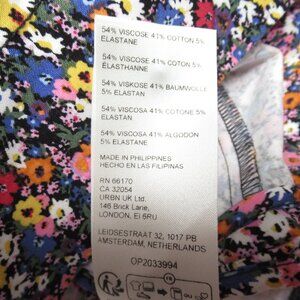 54% VISCOSE 41% COTTON 5%
ELASTANE
54% VISCOSE 41% COTON 5%
ELASTHANNE
54% VISKOSE 41% BAUMWOLLE
5% ELASTAN
54% VISCOSA 41% COTONE 5%
ELASTAN
54% VISCOSA 41% ALGODON
5% ELASTANO
MADE IN PHILIPPINES
HECHO EN LAS FILIPINAS
RN 66170
CA 32054
URBN UK Ltd.
146 Brick Lane,
LONDON, E1 6RU
LEIDSESTRAAT 32, 1017 PB
AMSTERDAM, NETHERLANDS
OP2033994